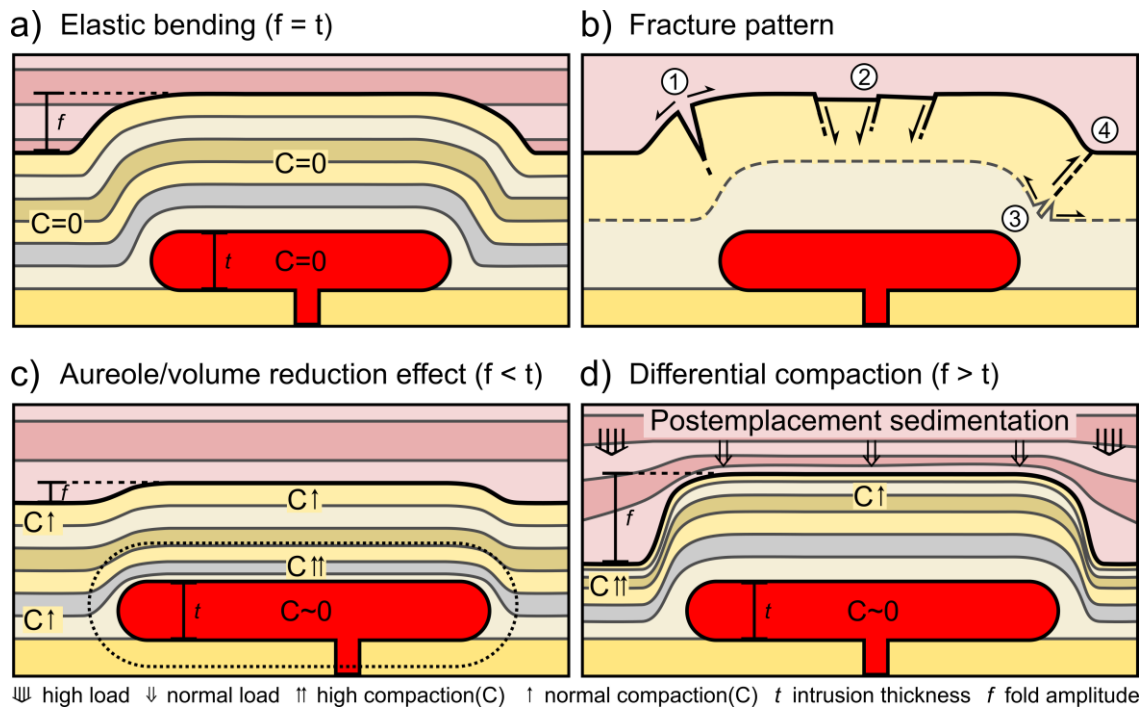 a) Elastic bending (f = t)
f
C=0
C=0
t
C=0
b) Fracture pattern
1
2
4
3
c) Aureole/volume reduction effect (f < t)
f
C↑
C↑
C⇈
C↑
t
C~0
d) Differential compaction (f > t)
Postemplacement sedimentation
C↑
f
C⇈
t
C~0
high load ⇓ normal load ⇈ high compaction(C) ↑ normal compaction(C) t intrusion thickness f fold amplitude